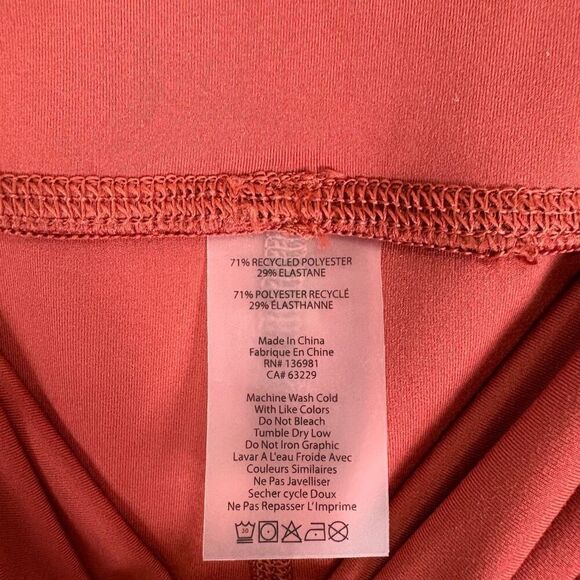 71% RECYCLED POLYESTER
29% ELASTANE
71% POLYESTER RECYCLÉ
29% ÉLASTHANNE
Made In China
Fabrique En Chine
RN# 136981
CA# 63229
Machine Wash Cold
With Like Colors
Do Not Bleach
Tumble Dry Low
Do Not Iron Graphic
Lavar A L'eau Froide Avec
Couleurs Similaires
Ne Pas Javelliser
Secher cycle Doux
Ne Pas Repasser L'Imprime
30